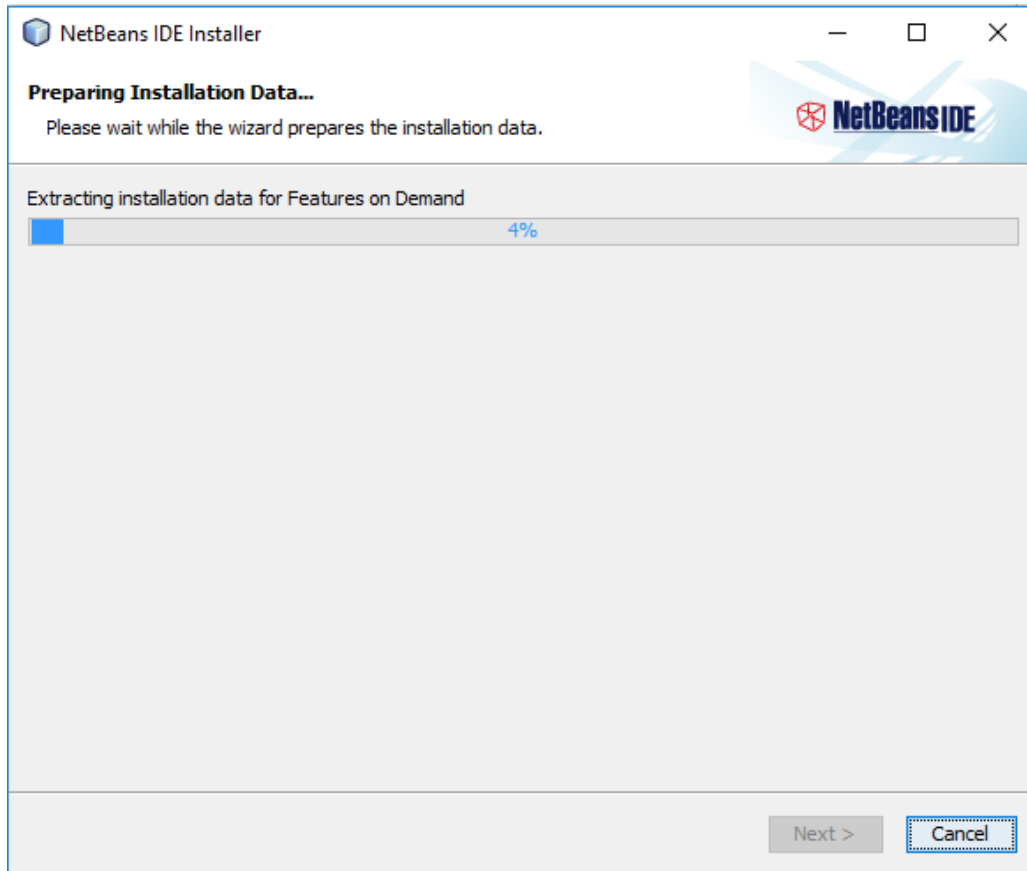 NetBeans IDE Installer
Preparing Installation Data...
Please wait while the wizard prepares the installation data.
NetBeans IDE
Extracting installation data for Features on Demand
4%
Next >
Cancel